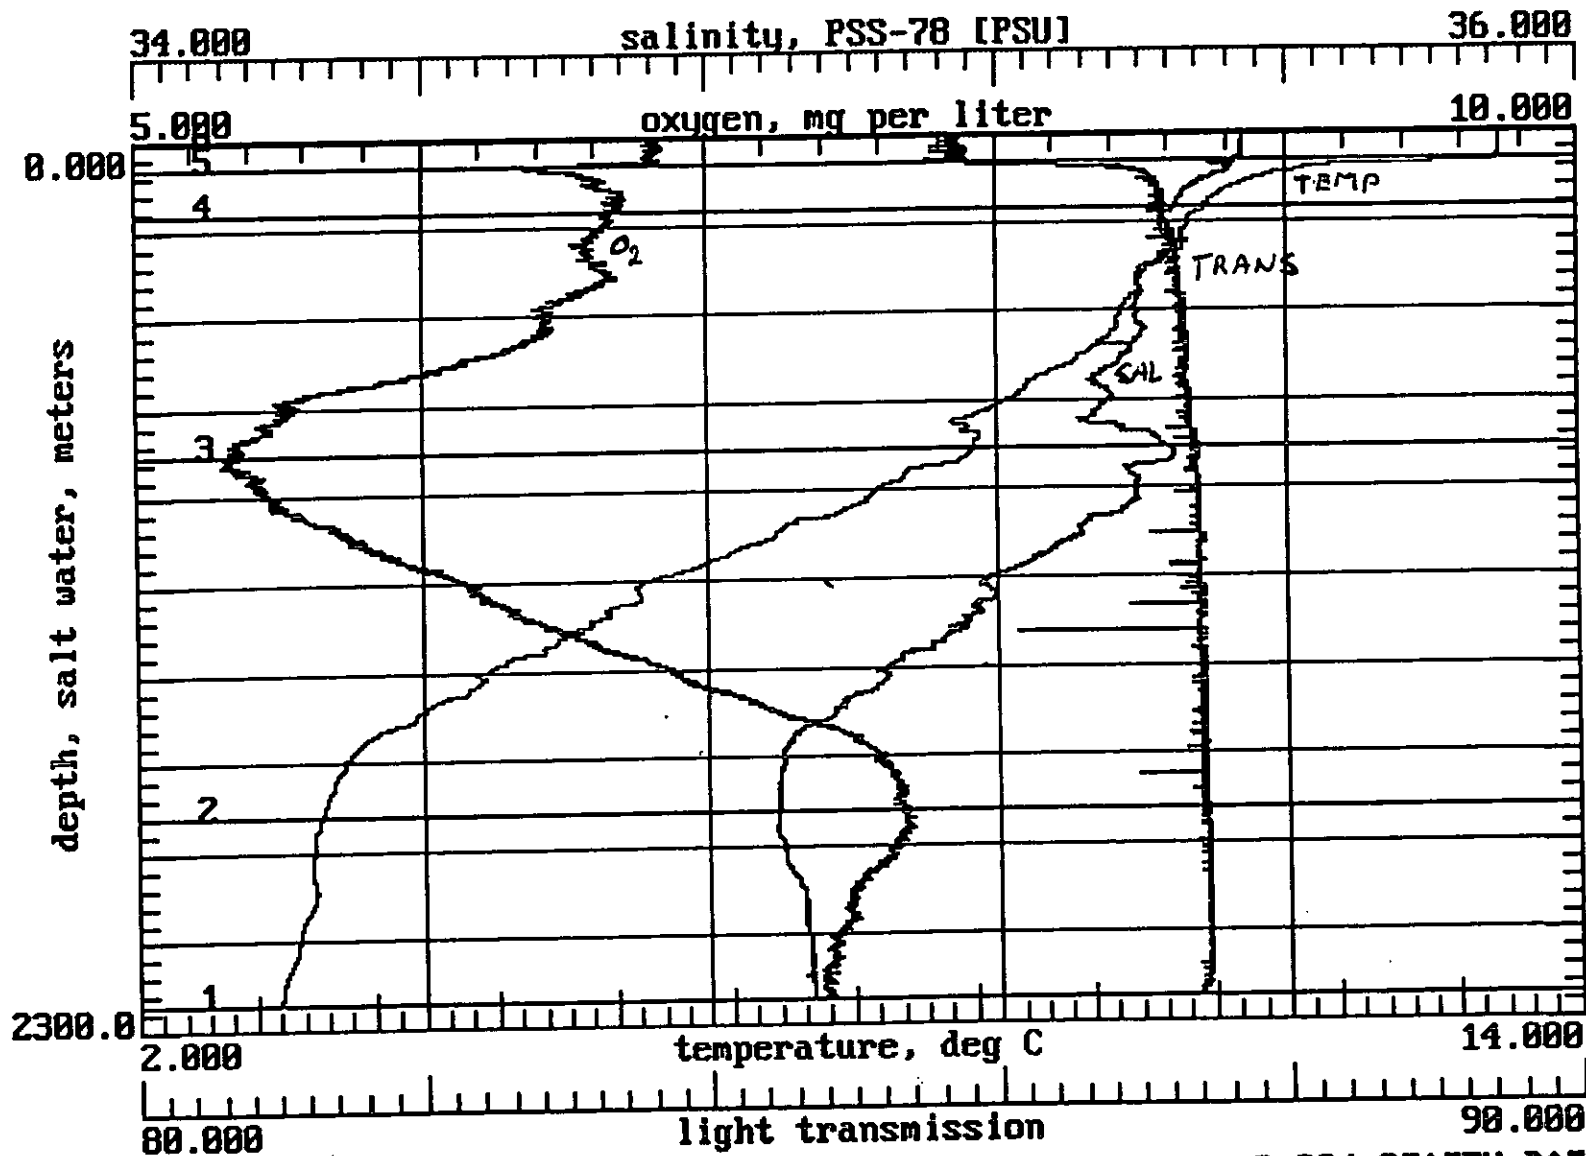 34.000 salinity, PSS-78 [PSU] 36.000
5.000 oxygen, mg per liter 10.000
0.000
5
TEMP
4
O2
TRANS
SAL
3
depth, salt water, meters
2
1
2300.0
2.000 temperature, deg C 14.000
80.000 light transmission 90.000